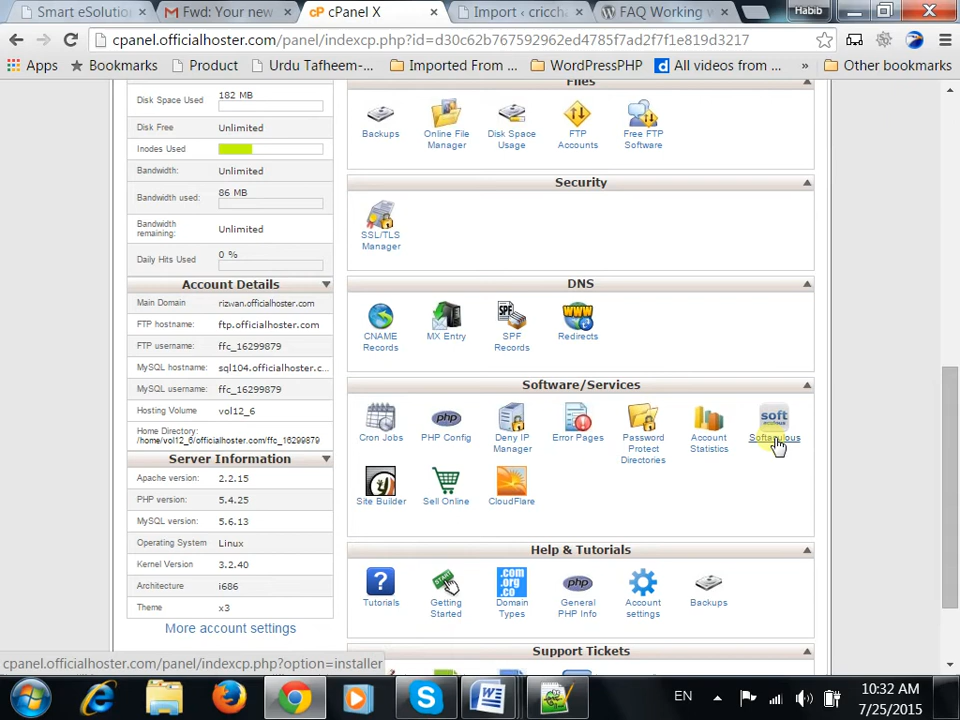 Smart eSolutio
Fwd: Your new
cP cPanel X
Import ‹ cricch
FAQ Working w
Habib
cpanel.officialhoster.com/panel/indexcp.php?id=d30c62b767592962ed4785f7ad2f7f1e819d3217
Apps
Bookmarks
Product
Urdu Tafheem-...
Imported From ...
WordPressPHP
d All videos from ...
»
Other bookmarks
Disk Space Used
182 MB
Disk Free
Unlimited
Inodes Used
Bandwidth:
Unlimited
Bandwidth used:
86 MB
Bandwidth remaining:
Unlimited
Daily Hits Used
0 %
Account Details
Main Domain
rizwan.officialhoster.com
FTP hostname:
ftp.officialhoster.com
FTP username:
ffc_16299879
MySQL hostname:
sql104.officialhoster.c...
MySQL username:
ffc_16299879
Hosting Volume
vol12_6
Home Directory:
/home/vol12_6/officialhoster.com/ffc_16299879
Server Information
Apache version:
2.2.15
PHP version:
5.4.25
MySQL version:
5.6.13
Operating System
Linux
Kernel Version
3.2.40
Architecture
i686
Theme
x3
More account settings
Files
Backups
Online File
Manager
Disk Space
Usage
FTP
Accounts
Free FTP
Software
Security
SSL/TLS
Manager
DNS
CNAME
Records
MX Entry
SPF
SPF
Records
WWW
Redirects
Software/Services
Cron Jobs
php
PHP Config
Deny IP
Manager
Error Pages
Password
Protect
Directories
Account
Statistics
soft
Softaculous
Site Builder
Sell Online
CloudFlare
Help & Tutorials
?
Tutorials
START
Getting
Started
.com
.org
.co
Domain
Types
php
General
PHP Info
Account
settings
Backups
Support Tickets
cpanel.officialhoster.com/panel/indexcp.php?option=installer
EN
10:32 AM
7/25/2015